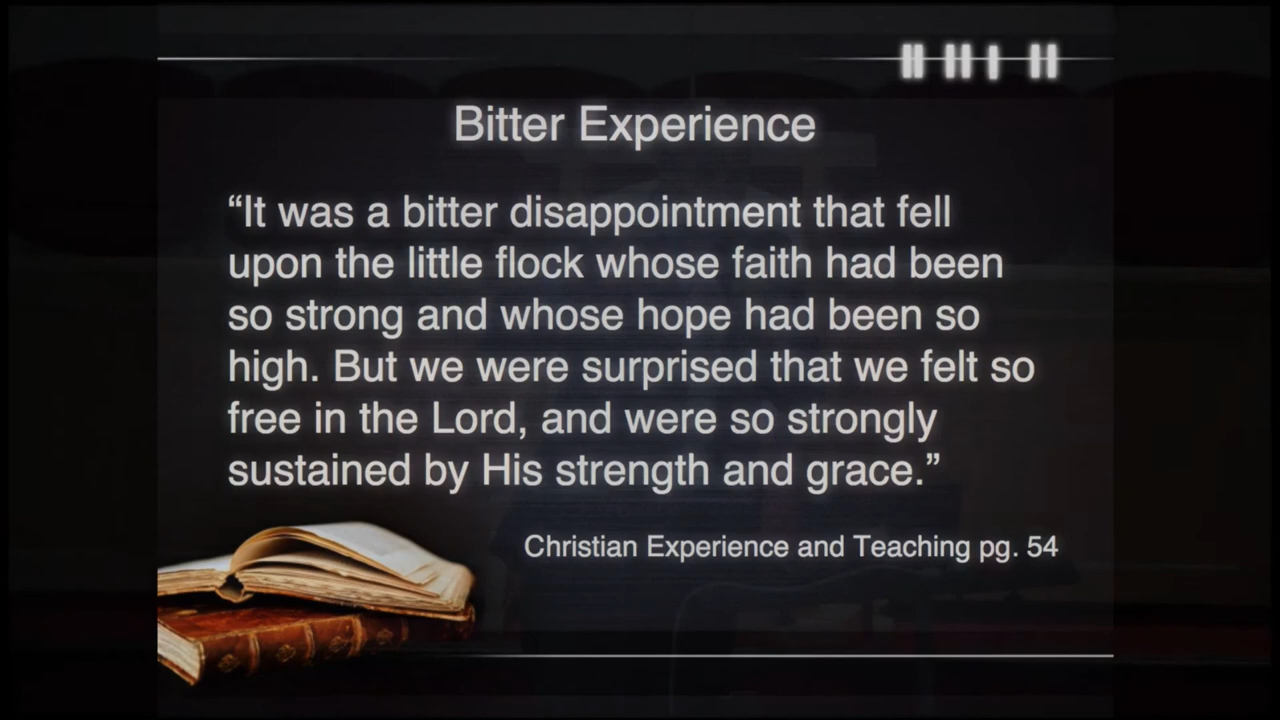 Bitter Experience
“It was a bitter disappointment that fell
upon the little flock whose faith had been
so strong and whose hope had been so
high. But we were surprised that we felt so
free in the Lord, and were so strongly
sustained by His strength and grace.”
Christian Experience and Teaching pg. 54